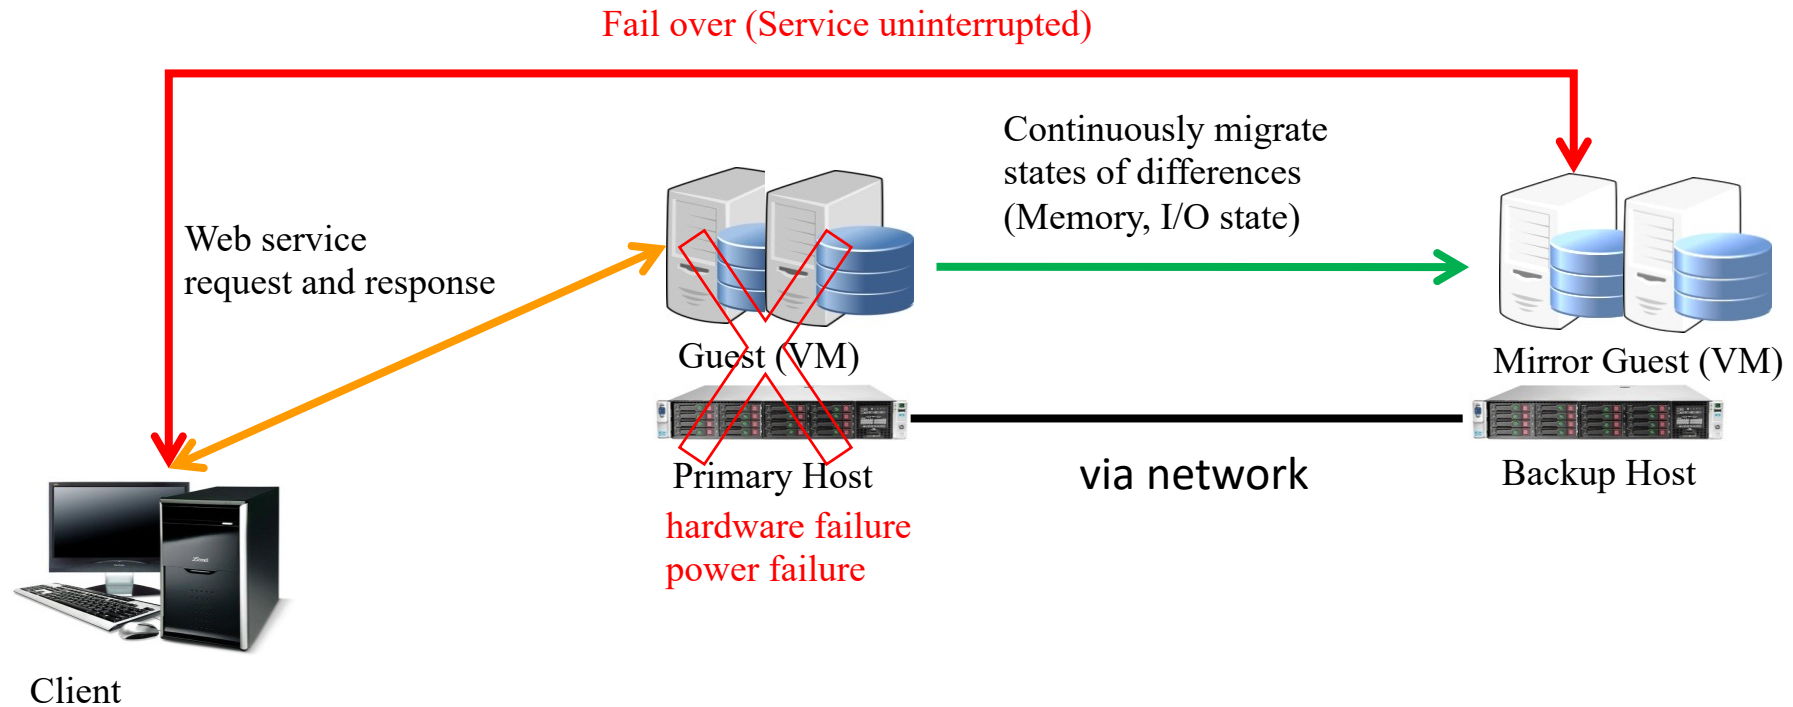 Fail over (Service uninterrupted)
Continuously migrate
states of differences
(Memory, I/O state)
Web service
request and response
Guest (VM)
Mirror Guest (VM)
Primary Host
via network
Backup Host
hardware failure
power failure
Client